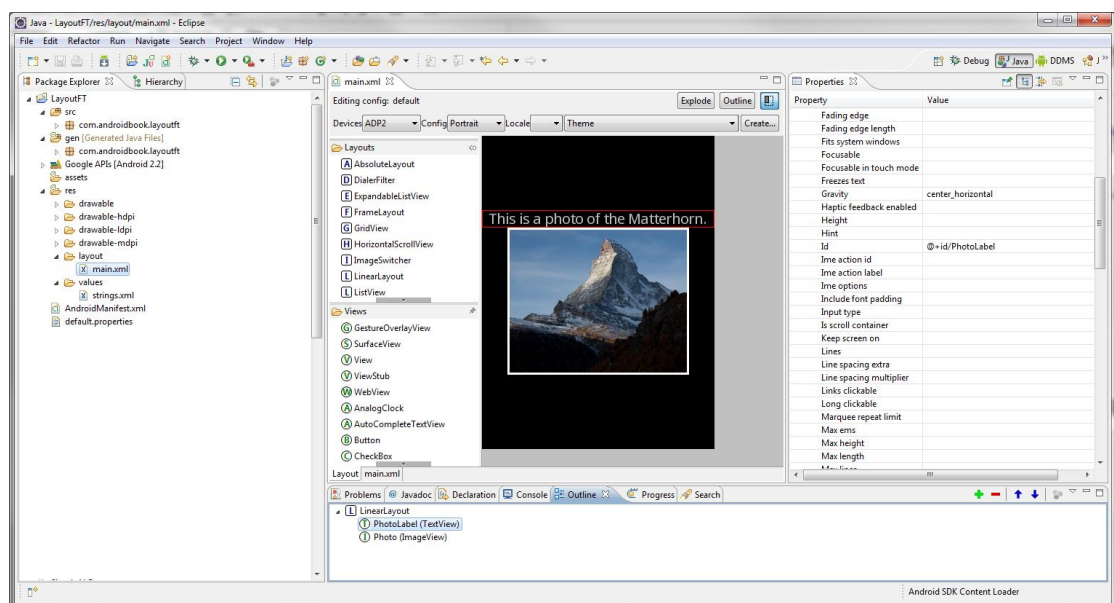 Java - LayoutFT/res/layout/main.xml - Eclipse
File Edit Refactor Run Navigate Search Project Window Help
Debug Java DDMS J »
Package Explorer Hierarchy
LayoutFT
src
com.androidbook.layoutft
gen [Generated Java Files]
com.androidbook.layoutft
Google APIs [Android 2.2]
assets
res
drawable
drawable-hdpi
drawable-ldpi
drawable-mdpi
layout
main.xml
values
strings.xml
AndroidManifest.xml
default.properties
main.xml
Editing config: default Explode Outline
Devices ADP2 Config Portrait Locale Theme Create...
Layouts
AbsoluteLayout
DialerFilter
ExpandableListView
FrameLayout
GridView
HorizontalScrollView
ImageSwitcher
LinearLayout
ListView
Views
GestureOverlayView
SurfaceView
View
ViewStub
WebView
AnalogClock
AutoCompleteTextView
Button
CheckBox
This is a photo of the Matterhorn.
Layout main.xml
Properties
Property Value
Fading edge
Fading edge length
Fits system windows
Focusable
Focusable in touch mode
Freezes text
Gravity center_horizontal
Haptic feedback enabled
Height
Hint
Id @+id/PhotoLabel
Ime action id
Ime action label
Ime options
Include font padding
Input type
Is scroll container
Keep screen on
Lines
Line spacing extra
Line spacing multiplier
Links clickable
Long clickable
Marquee repeat limit
Max ems
Max height
Max length
Problems @ Javadoc Declaration Console Outline Progress Search
LinearLayout
PhotoLabel (TextView)
Photo (ImageView)
Android SDK Content Loader